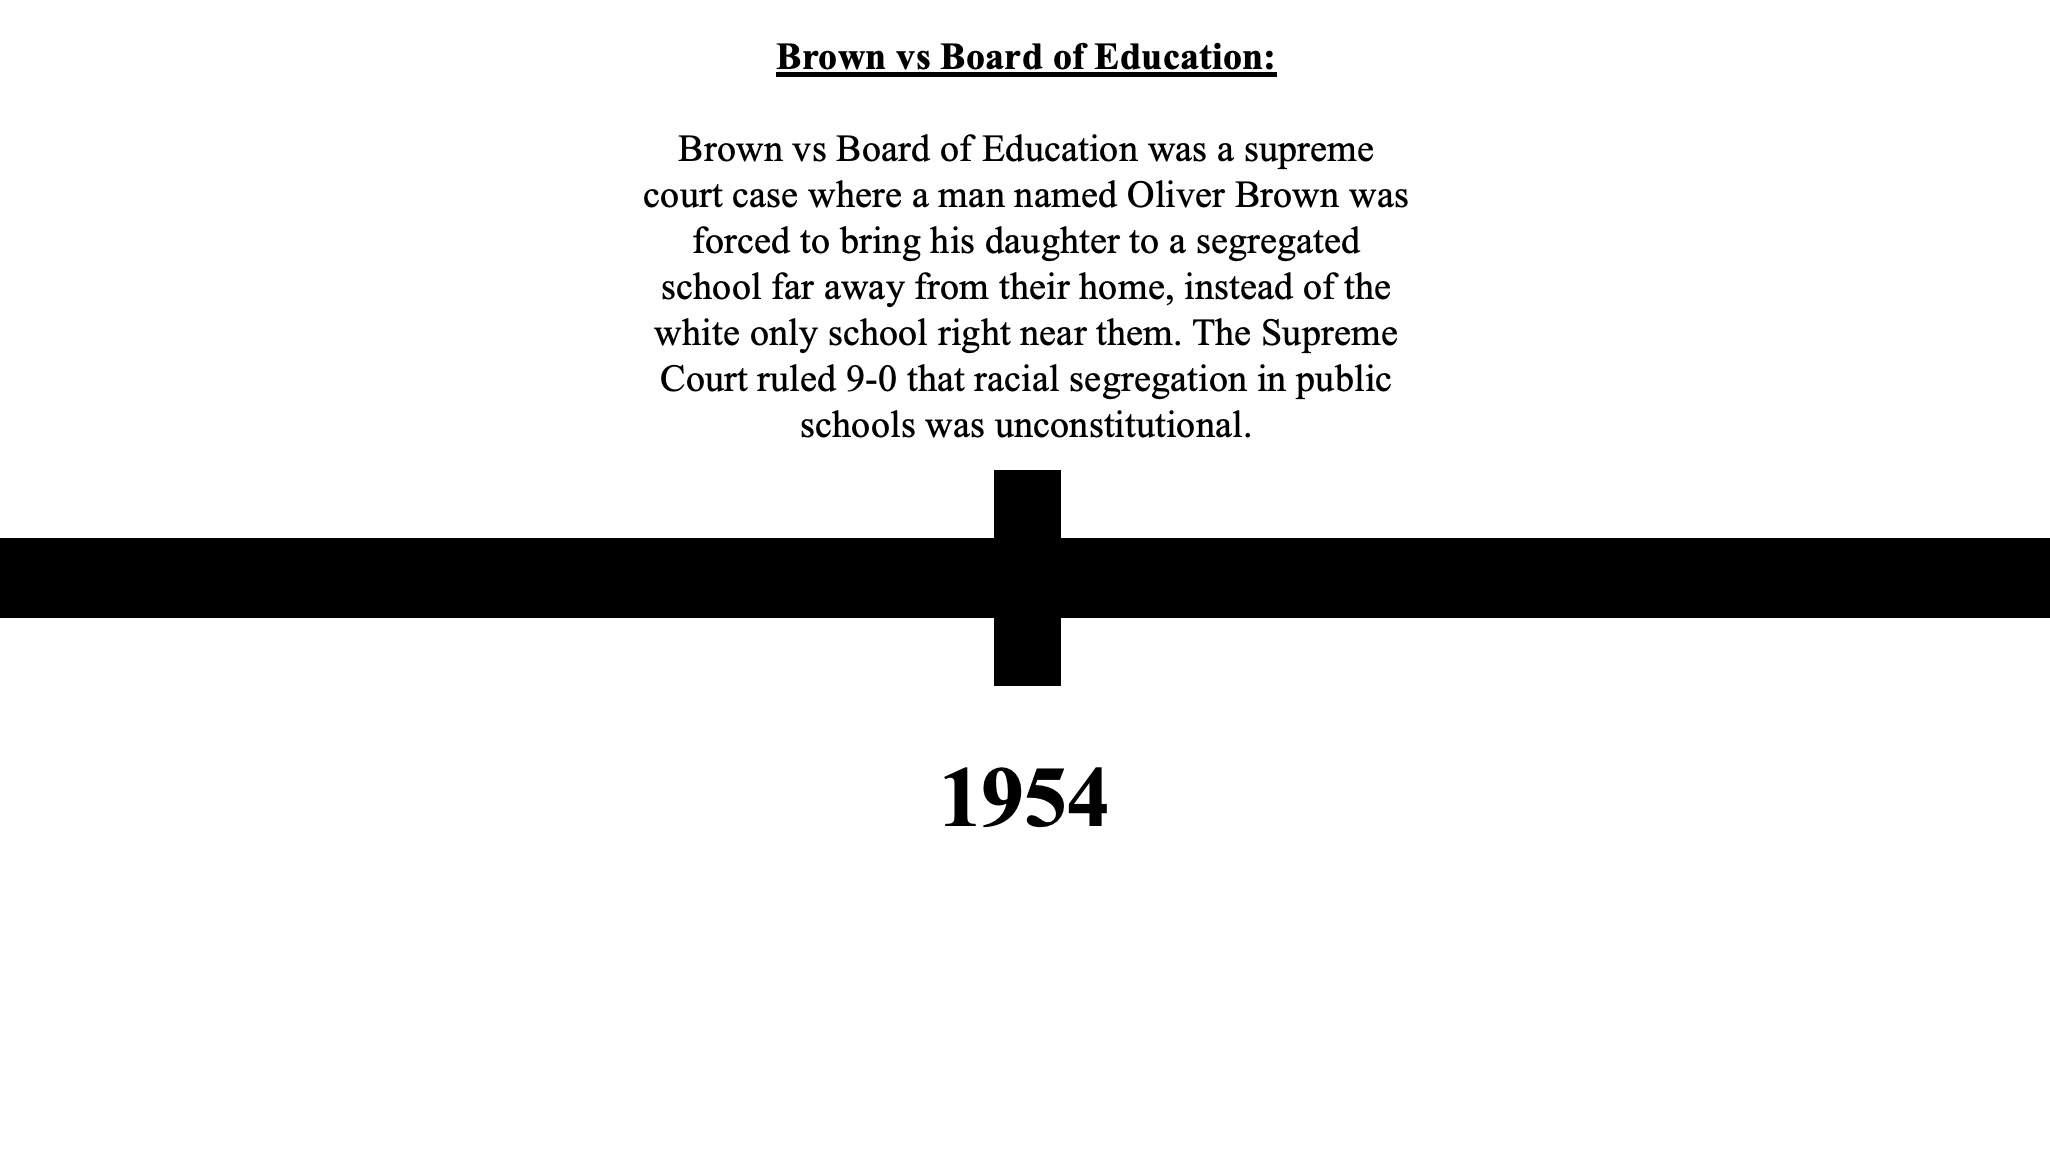 Brown vs Board of Education:
Brown vs Board of Education was a supreme
court case where a man named Oliver Brown was
forced to bring his daughter to a segregated
school far away from their home, instead of the
white only school right near them. The Supreme
Court ruled 9-0 that racial segregation in public
schools was unconstitutional.
1954